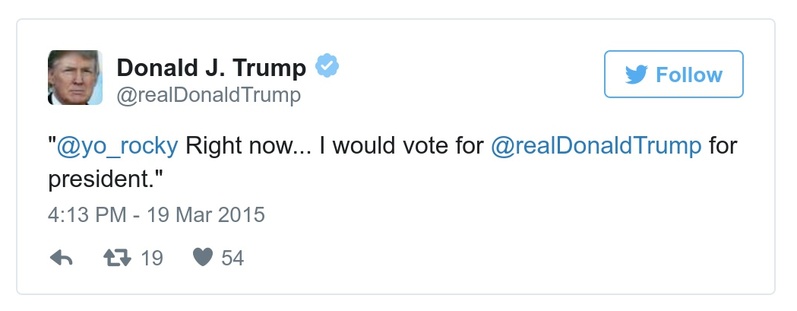 Donald J. Trump
@realDonaldTrump
Follow
"@yo_rocky Right now... I would vote for @realDonaldTrump for
president."
4:13 PM - 19 Mar 2015
19 54